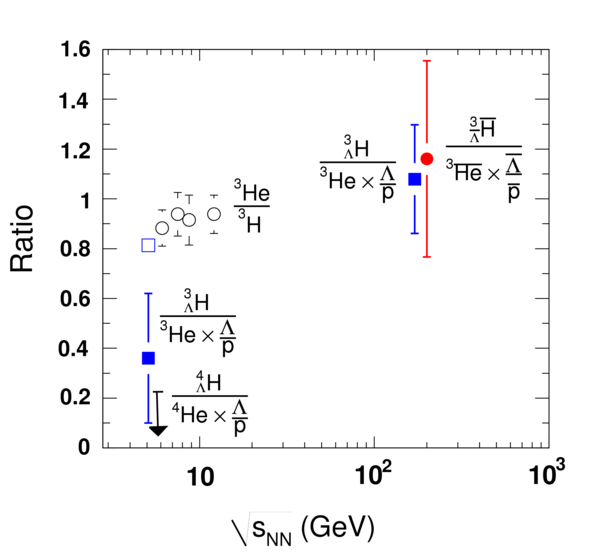 1.6
1.4
1.2
1
0.8
0.6
0.4
0.2
0
Ratio
³He
³H
³ΛH
³He × Λ/p
³ΛH
³He × Λ/p
³Λ̅H̅
³H̅e̅ × Λ̅/p̅
⁴ΛH
⁴He × Λ/p
10
10²
10³
√sNN (GeV)